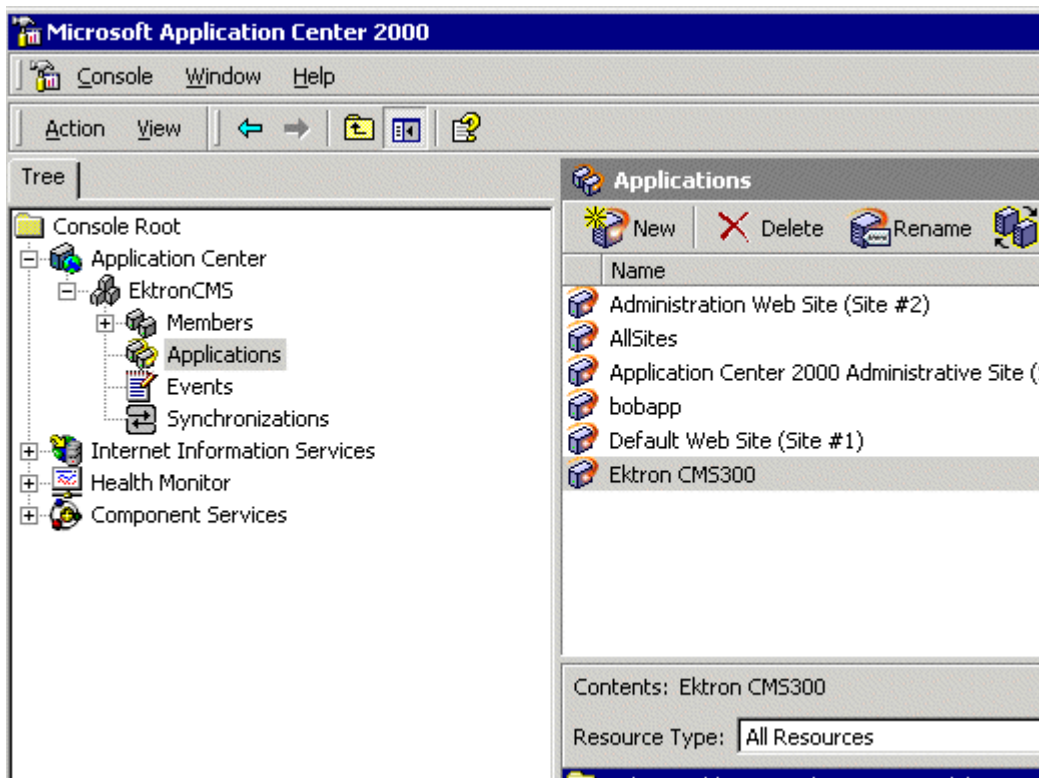 Microsoft Application Center 2000
Console Window Help
Action View
Tree
Console Root
Application Center
EktronCMS
Members
Applications
Events
Synchronizations
Internet Information Services
Health Monitor
Component Services
Applications
New Delete Rename
Name
Administration Web Site (Site #2)
AllSites
Application Center 2000 Administrative Site (
bobapp
Default Web Site (Site #1)
Ektron CMS300
Contents: Ektron CMS300
Resource Type: All Resources